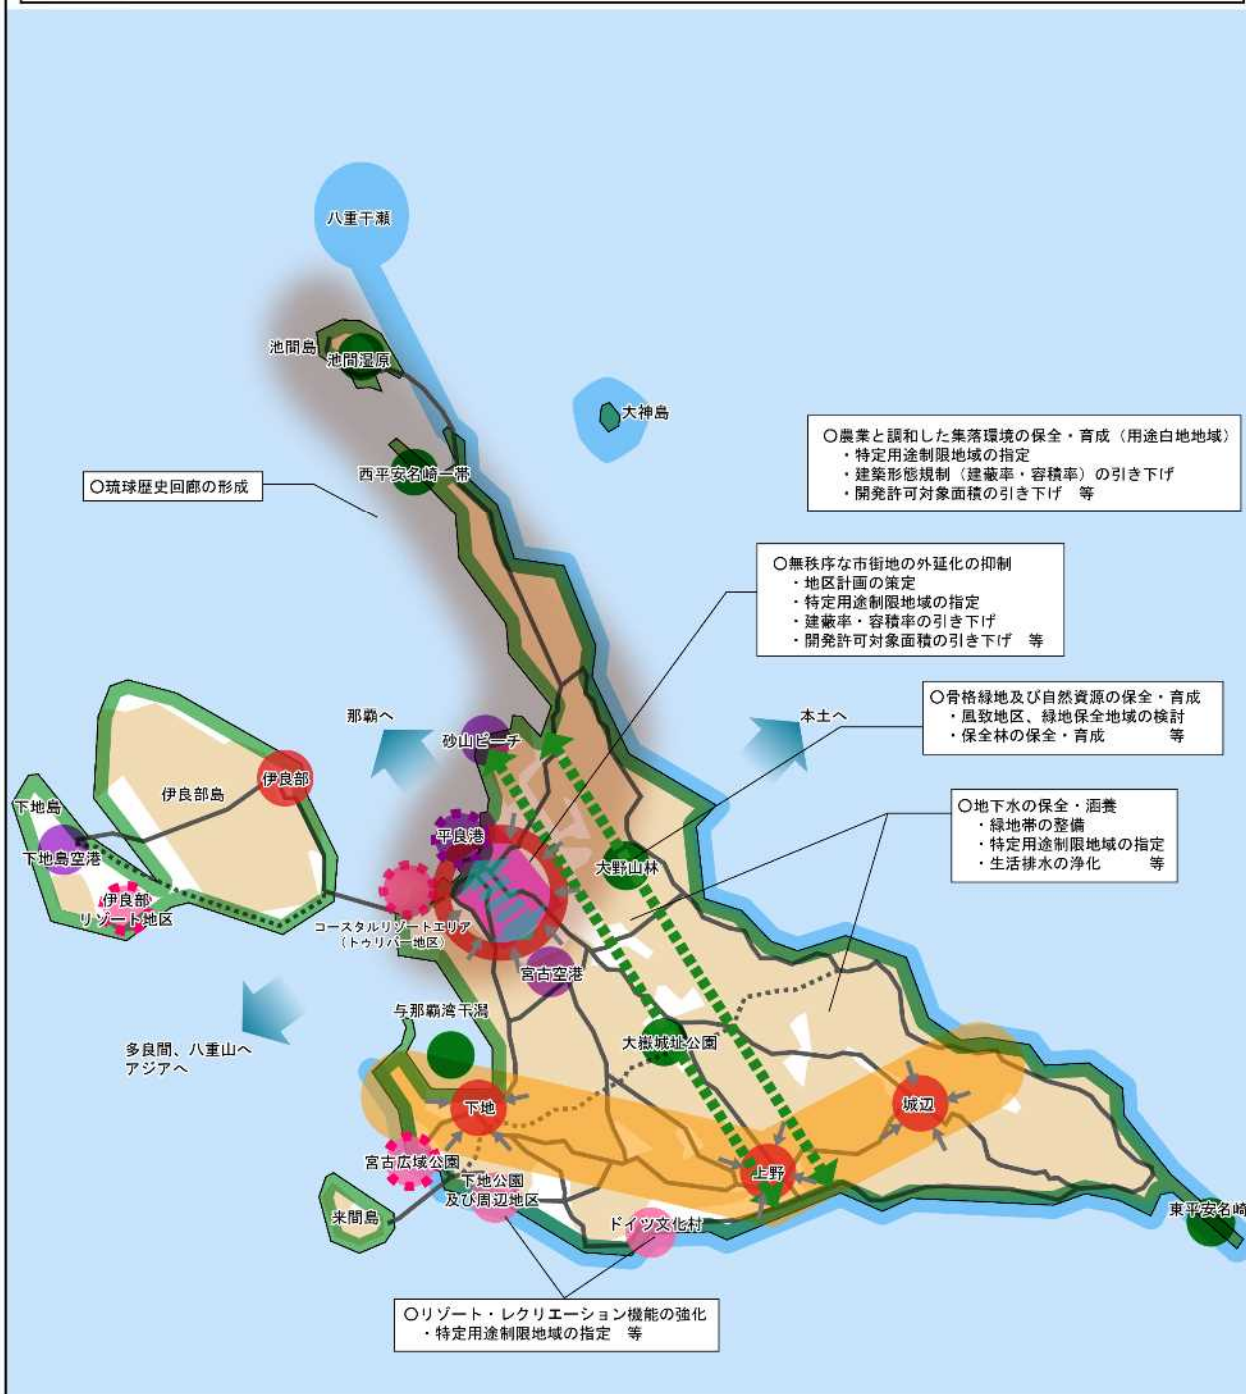 八重干瀬
池間島
池間湿原
大神島
西平安名崎一帯
〇琉球歴史回廊の形成
〇農業と調和した集落環境の保全・育成（用途白地地域）
・特定用途制限地域の指定
・建築形態規制（建蔽率・容積率）の引き下げ
・開発許可対象面積の引き下げ　等
〇無秩序な市街地の外延化の抑制
・地区計画の策定
・特定用途制限地域の指定
・建蔽率・容積率の引き下げ
・開発許可対象面積の引き下げ　等
〇骨格緑地及び自然資源の保全・育成
・風致地区、緑地保全地域の検討
・保全林の保全・育成　等
那覇へ
本土へ
砂山ビーチ
伊良部
伊良部島
下地島
下地島空港
平良港
大野山林
〇地下水の保全・涵養
・緑地帯の整備
・特定用途制限地域の指定
・生活排水の浄化　等
伊良部
リゾート地区
コースタルリゾートエリア
（トゥリバー地区）
宮古空港
与那覇湾干潟
大嶽城址公園
多良間、八重山へ
アジアへ
下地
城辺
宮古広域公園
下地公園
及び周辺地区
上野
来間島
ドイツ文化村
東平安名崎
〇リゾート・レクリエーション機能の強化
・特定用途制限地域の指定　等